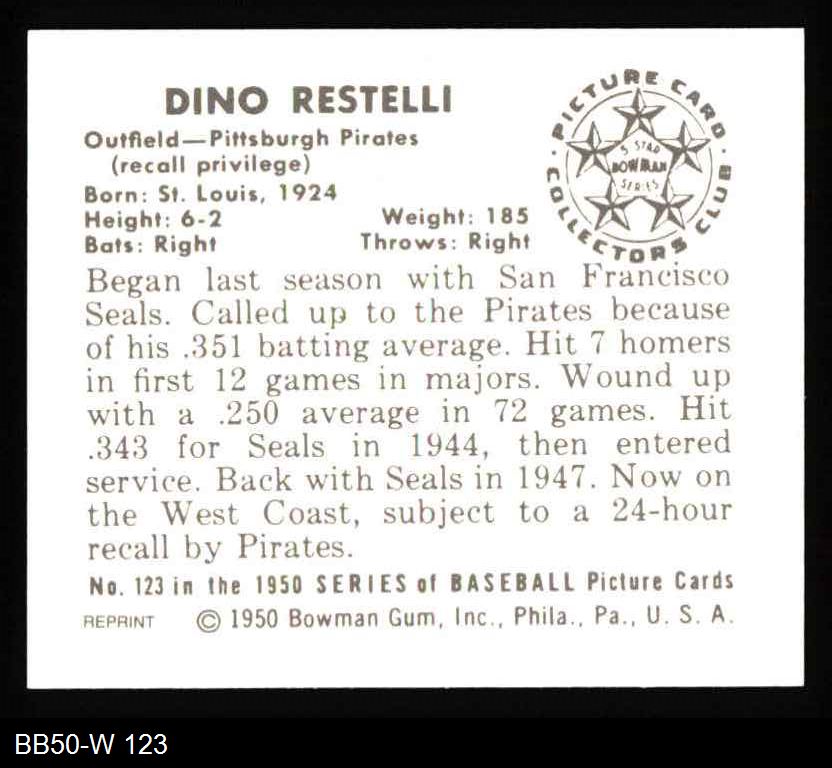 DINO RESTELLI
Outfield—Pittsburgh Pirates
(recall privilege)
Born: St. Louis, 1924
Height: 6-2 Weight: 185
Bats: Right Throws: Right
PICTURE CARD
COLLECTORS CLUB
5 STAR
BOWMAN
SERIES
Began last season with San Francisco
Seals. Called up to the Pirates because
of his .351 batting average. Hit 7 homers
in first 12 games in majors. Wound up
with a .250 average in 72 games. Hit
.343 for Seals in 1944, then entered
service. Back with Seals in 1947. Now on
the West Coast, subject to a 24-hour
recall by Pirates.
No. 123 in the 1950 SERIES of BASEBALL Picture Cards
REPRINT © 1950 Bowman Gum, Inc., Phila., Pa., U. S. A.
BB50-W 123